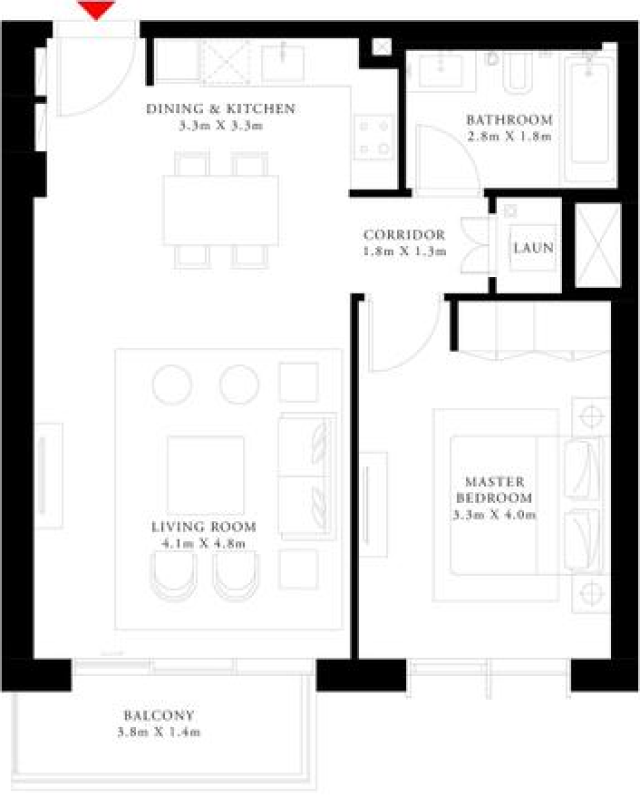 DINING & KITCHEN
3.3m X 3.3m
BATHROOM
2.8m X 1.8m
CORRIDOR
1.8m X 1.3m
LAUN
MASTER
BEDROOM
3.3m X 4.0m
LIVING ROOM
4.1m X 4.8m
BALCONY
3.8m X 1.4m